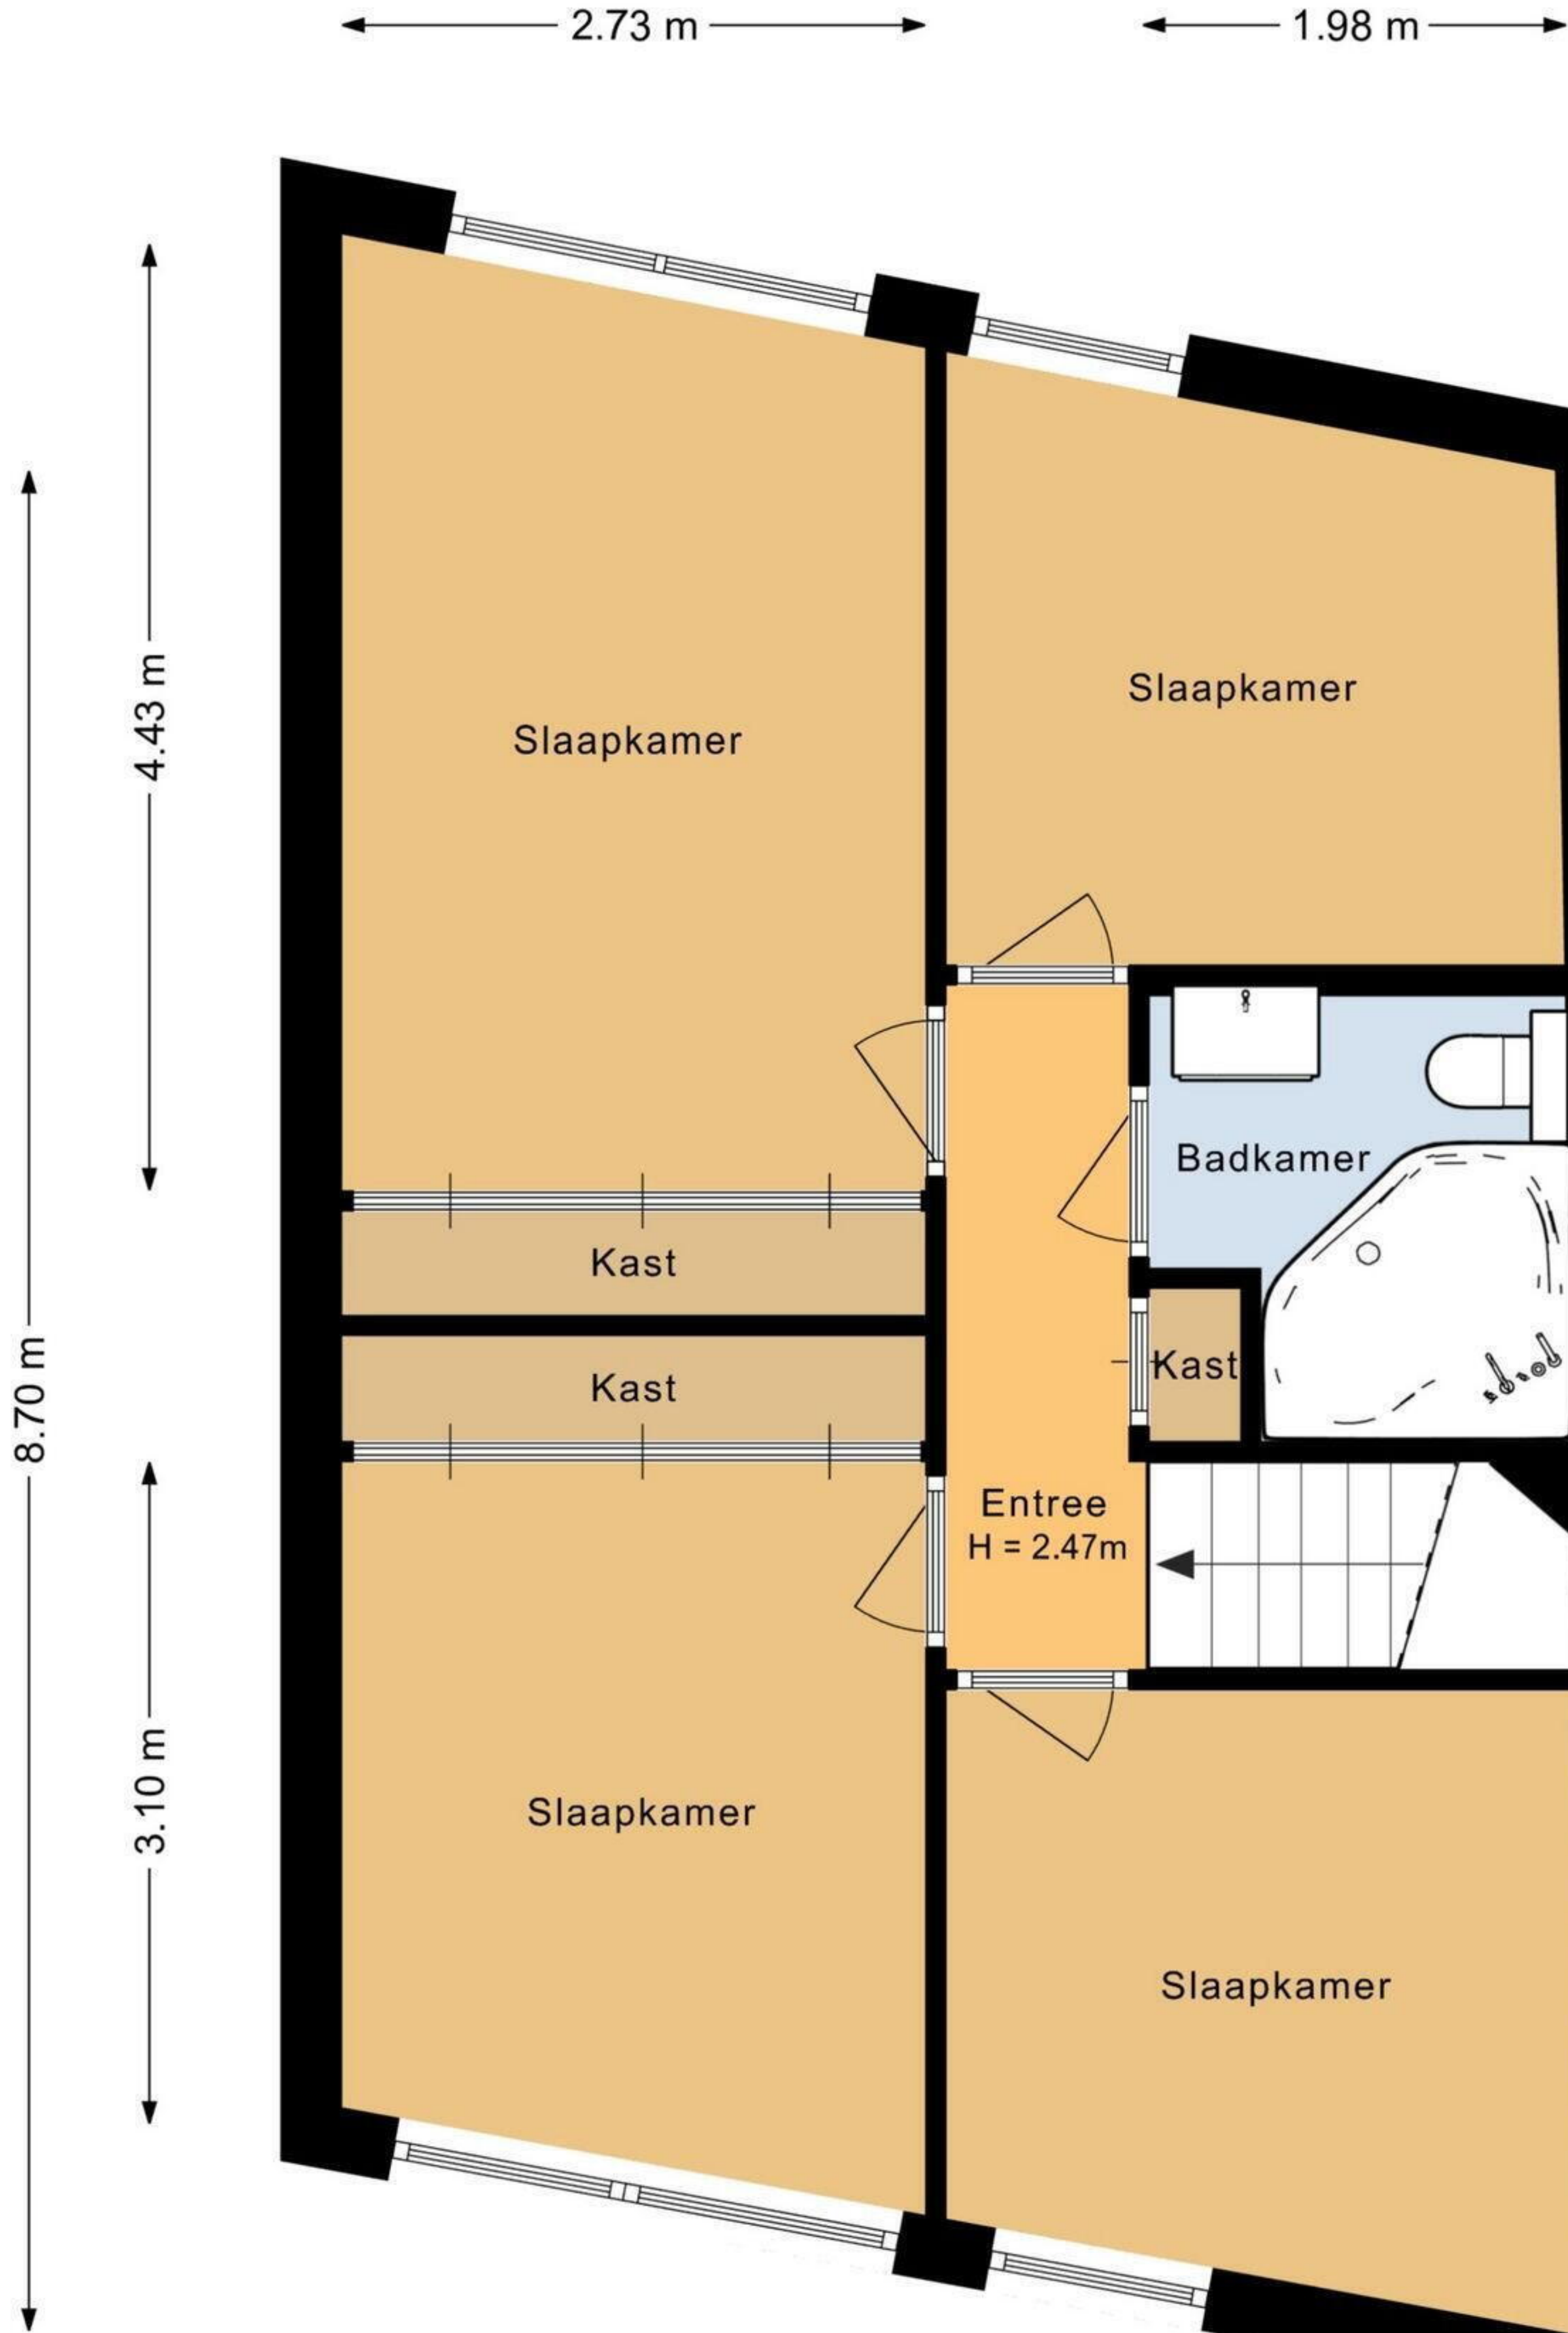 2.73 m
1.98 m
4.43 m
8.70 m
3.10 m
Slaapkamer
Slaapkamer
Badkamer
Kast
Kast
Kast
Entree
H = 2.47m
Slaapkamer
Slaapkamer